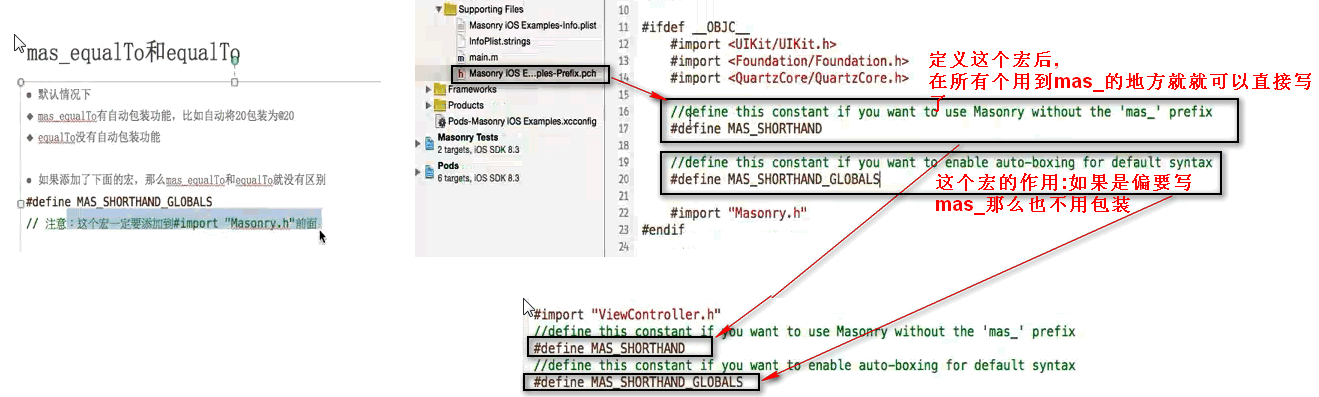 mas_equalTo和equalTo
● 默认情况下
◆ mas_equalTo有自动包装功能，比如自动将20包装为@20
◆ equalTo没有自动包装功能
● 如果添加了下面的宏，那么mas_equalTo和equalTo就没有区别
#define MAS_SHORTHAND_GLOBALS
// 注意：这个宏一定要添加到#import "Masonry.h"前面
Supporting Files
Masonry iOS Examples-Info.plist
InfoPlist.strings
main.m
Masonry iOS E...ples-Prefix.pch
Frameworks
Products
Pods-Masonry iOS Examples.xcconfig
Masonry Tests
2 targets, iOS SDK 8.3
Pods
6 targets, iOS SDK 8.3
10
11 #ifdef __OBJC__
12 #import <UIKit/UIKit.h>
13 #import <Foundation/Foundation.h>
14 #import <QuartzCore/QuartzCore.h>
15
16 //define this constant if you want to use Masonry without the 'mas_' prefix
17 #define MAS_SHORTHAND
18
19 //define this constant if you want to enable auto-boxing for default syntax
20 #define MAS_SHORTHAND_GLOBALS
21
22 #import "Masonry.h"
23 #endif
24
定义这个宏后，
在所有个用到mas_的地方就就可以直接写
了
这个宏的作用:如果是偏要写
mas_那么也不用包装
#import "ViewController.h"
//define this constant if you want to use Masonry without the 'mas_' prefix
#define MAS_SHORTHAND
//define this constant if you want to enable auto-boxing for default syntax
#define MAS_SHORTHAND_GLOBALS